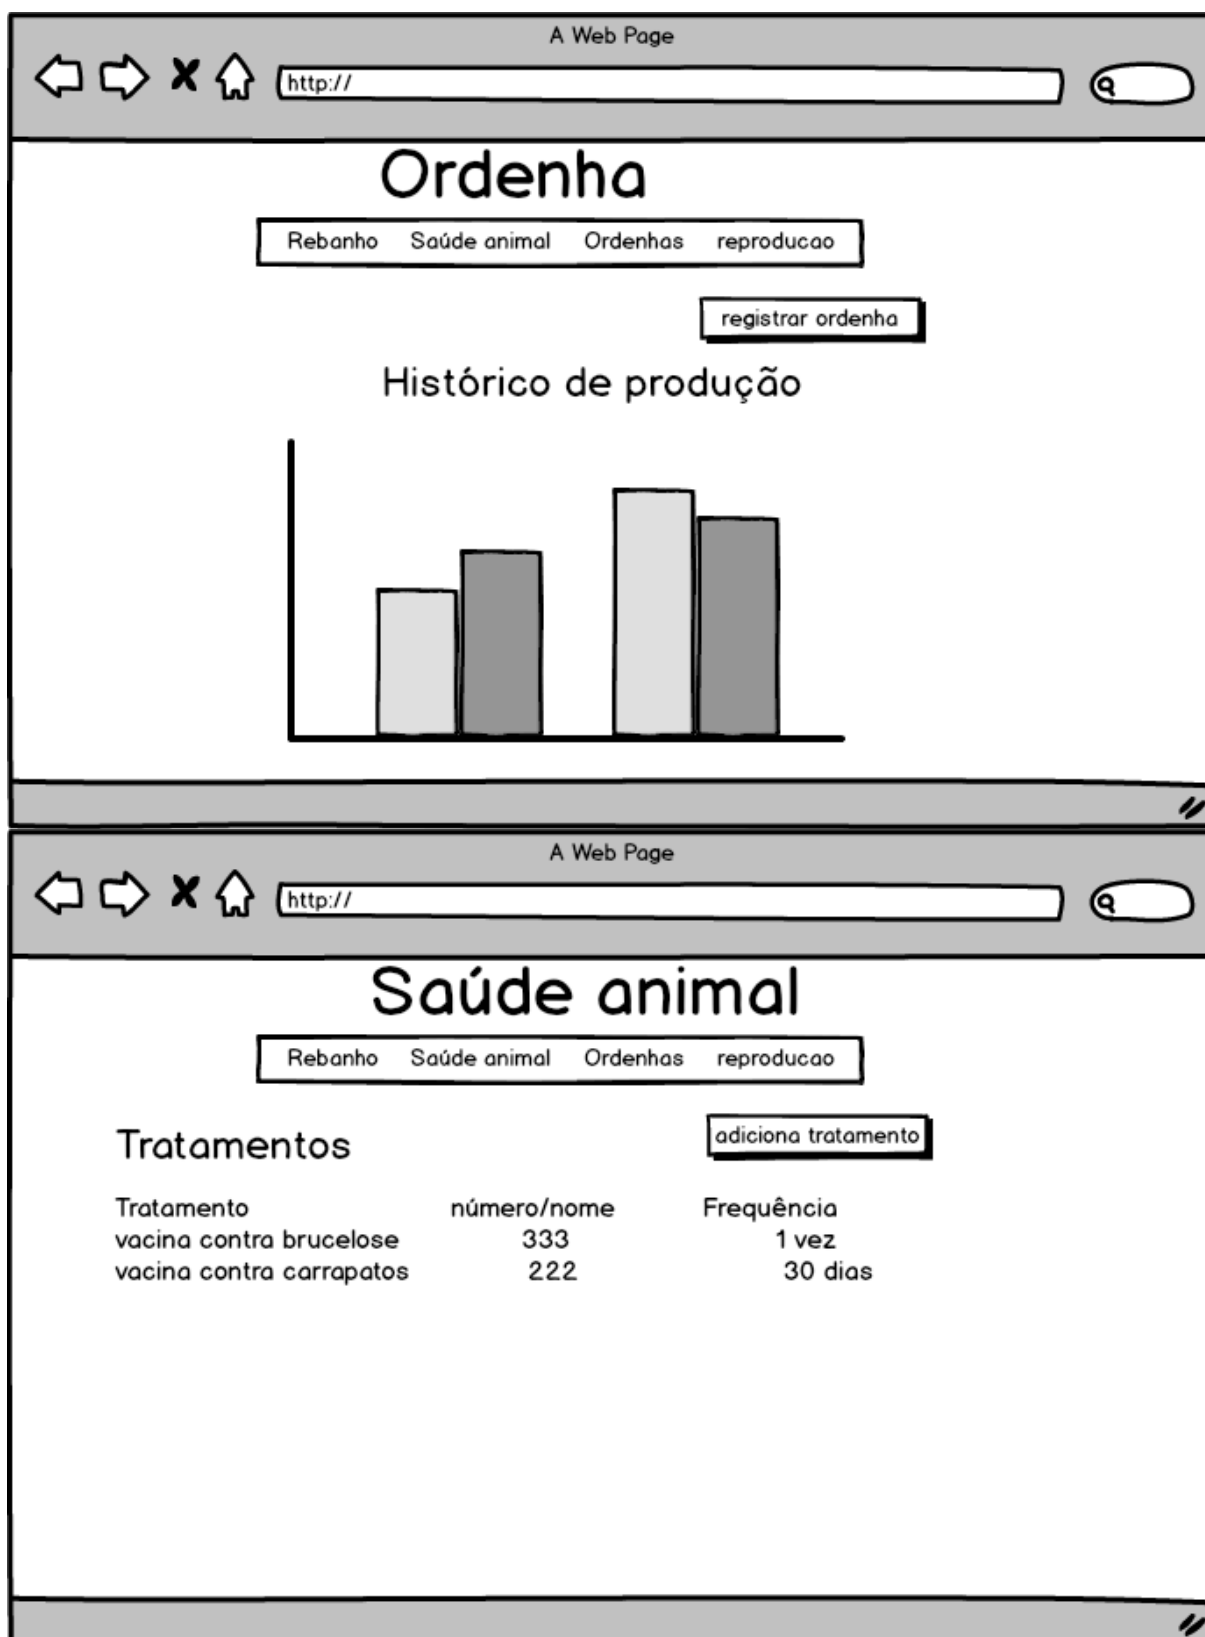 A Web Page
http://
Ordenha
Rebanho Saúde animal Ordenhas reproducao
registrar ordenha
Histórico de produção
A Web Page
http://
Saúde animal
Rebanho Saúde animal Ordenhas reproducao
adiciona tratamento
Tratamentos
Tratamento número/nome Frequência
vacina contra brucelose 333 1 vez
vacina contra carrapatos 222 30 dias